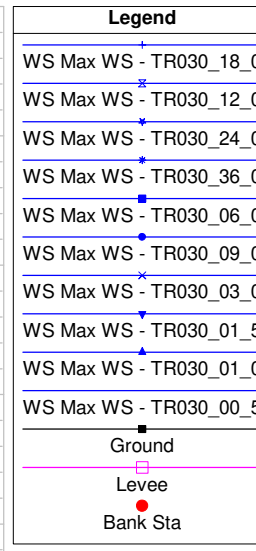 Legend
WS Max WS - TR030_18_0
WS Max WS - TR030_12_0
WS Max WS - TR030_24_0
WS Max WS - TR030_36_0
WS Max WS - TR030_06_0
WS Max WS - TR030_09_0
WS Max WS - TR030_03_0
WS Max WS - TR030_01_5
WS Max WS - TR030_01_0
WS Max WS - TR030_00_5
Ground
Levee
Bank Sta